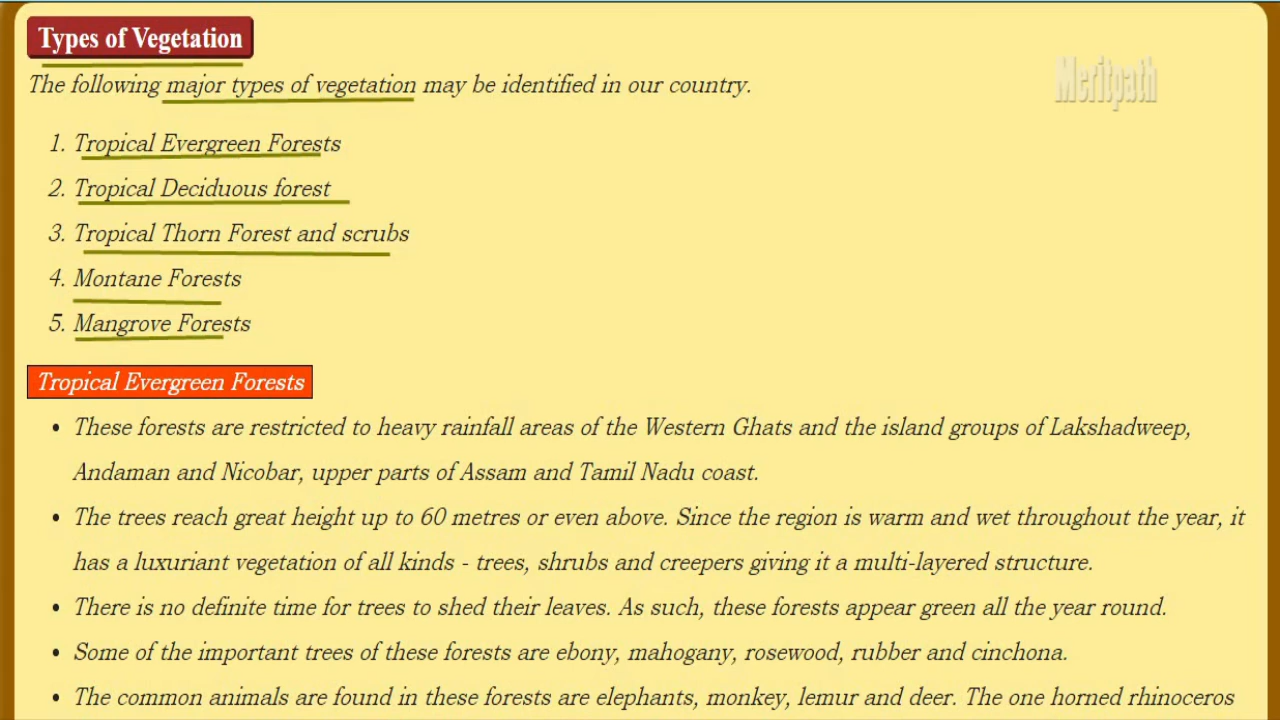 Types of Vegetation
The following major types of vegetation may be identified in our country.
Meritpath
1. Tropical Evergreen Forests
2. Tropical Deciduous forest
3. Tropical Thorn Forest and scrubs
4. Montane Forests
5. Mangrove Forests
Tropical Evergreen Forests
• These forests are restricted to heavy rainfall areas of the Western Ghats and the island groups of Lakshadweep,
Andaman and Nicobar, upper parts of Assam and Tamil Nadu coast.
• The trees reach great height up to 60 metres or even above. Since the region is warm and wet throughout the year, it
has a luxuriant vegetation of all kinds - trees, shrubs and creepers giving it a multi-layered structure.
• There is no definite time for trees to shed their leaves. As such, these forests appear green all the year round.
• Some of the important trees of these forests are ebony, mahogany, rosewood, rubber and cinchona.
• The common animals are found in these forests are elephants, monkey, lemur and deer. The one horned rhinoceros